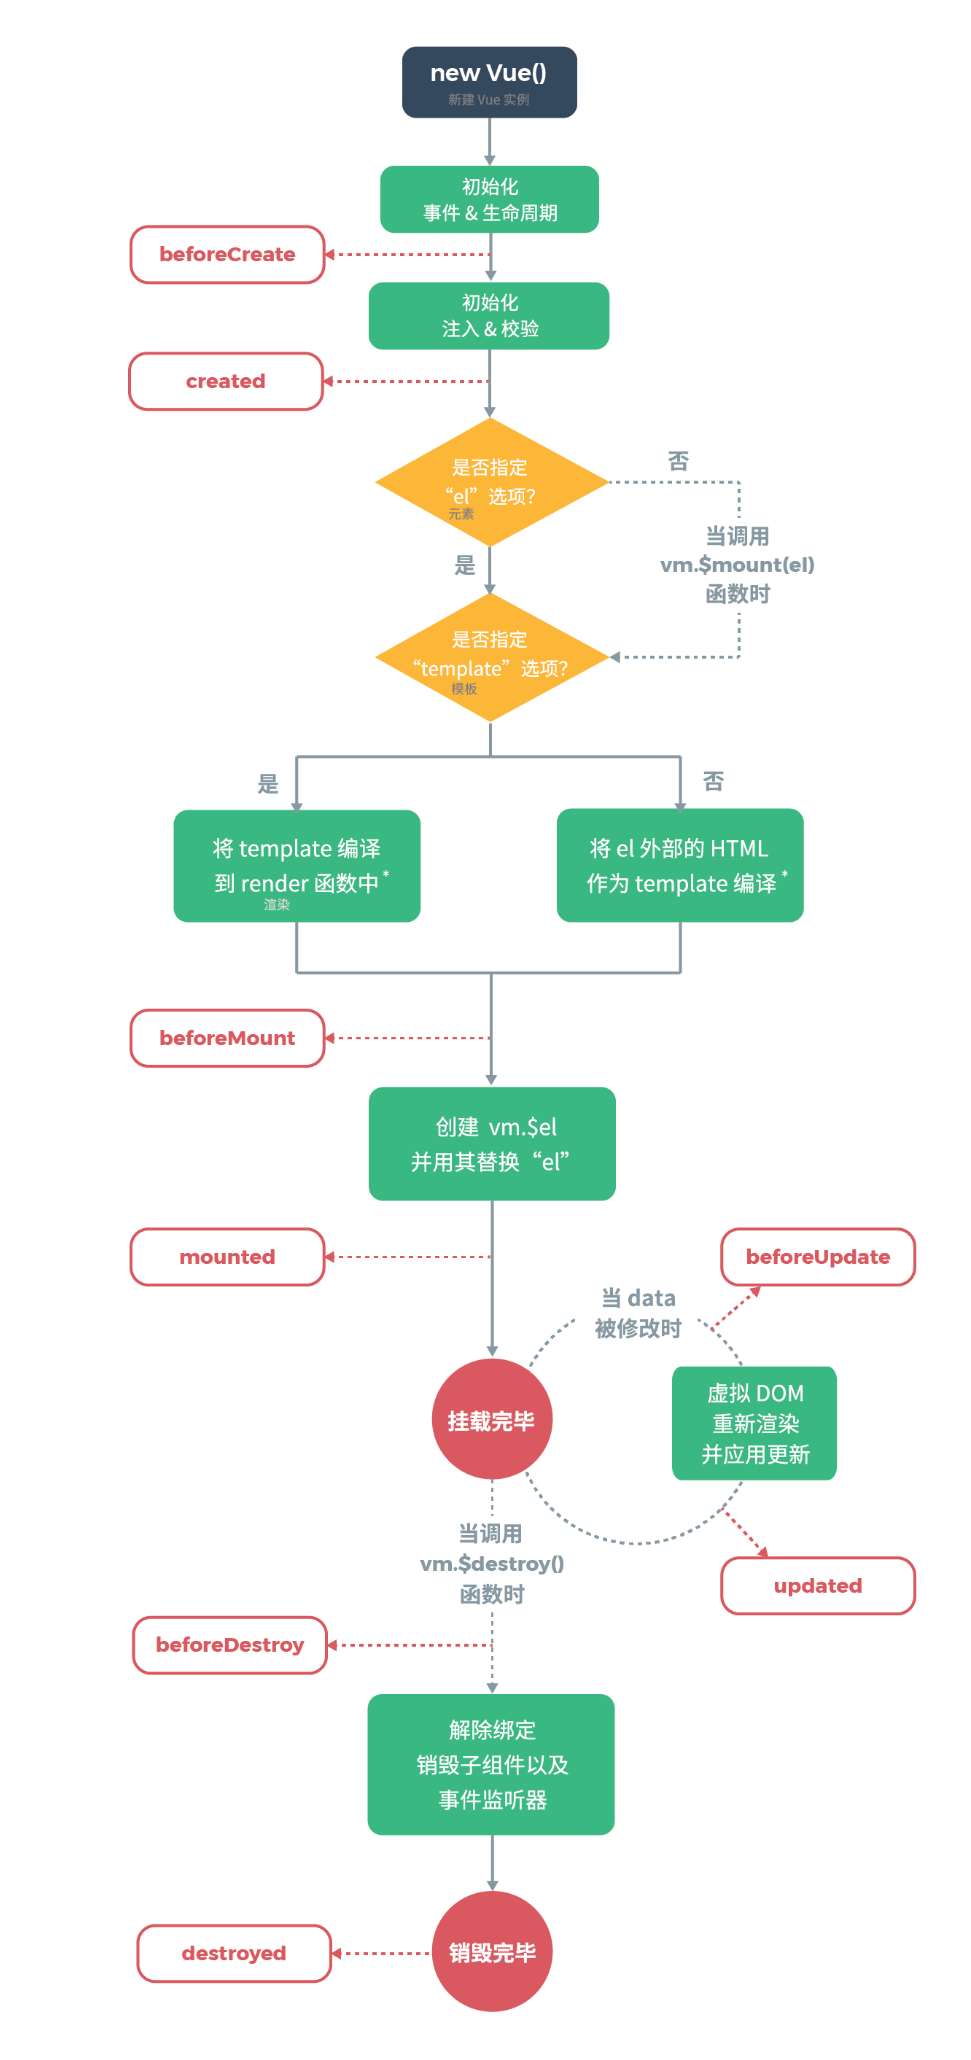 new Vue()
新建 Vue 实例
初始化
事件 & 生命周期
beforeCreate
初始化
注入 & 校验
created
是否指定
“el”选项?
元素
否
当调用
vm.$mount(el)
函数时
是
是否指定
“template”选项?
模板
是
否
将 template 编译
到 render 函数中*
渲染
将 el 外部的 HTML
作为 template 编译*
beforeMount
创建 vm.$el
并用其替换“el”
mounted
beforeUpdate
当 data
被修改时
挂载完毕
虚拟 DOM
重新渲染
并应用更新
updated
当调用
vm.$destroy()
函数时
beforeDestroy
解除绑定
销毁子组件以及
事件监听器
destroyed
销毁完毕